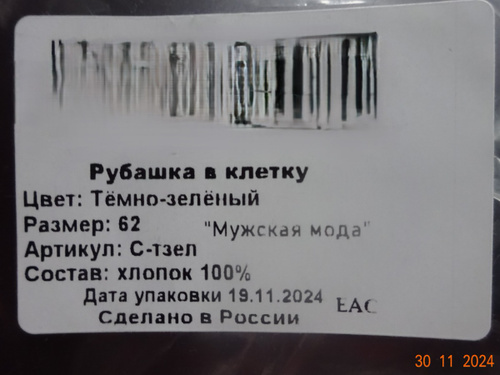 Рубашка в клетку
Цвет: Тёмно-зелёный
Размер: 62
"Мужская мода"
Артикул: С-тзел
Состав: хлопок 100%
Дата упаковки 19.11.2024
ЕАС
Сделано в России
30 11 2024